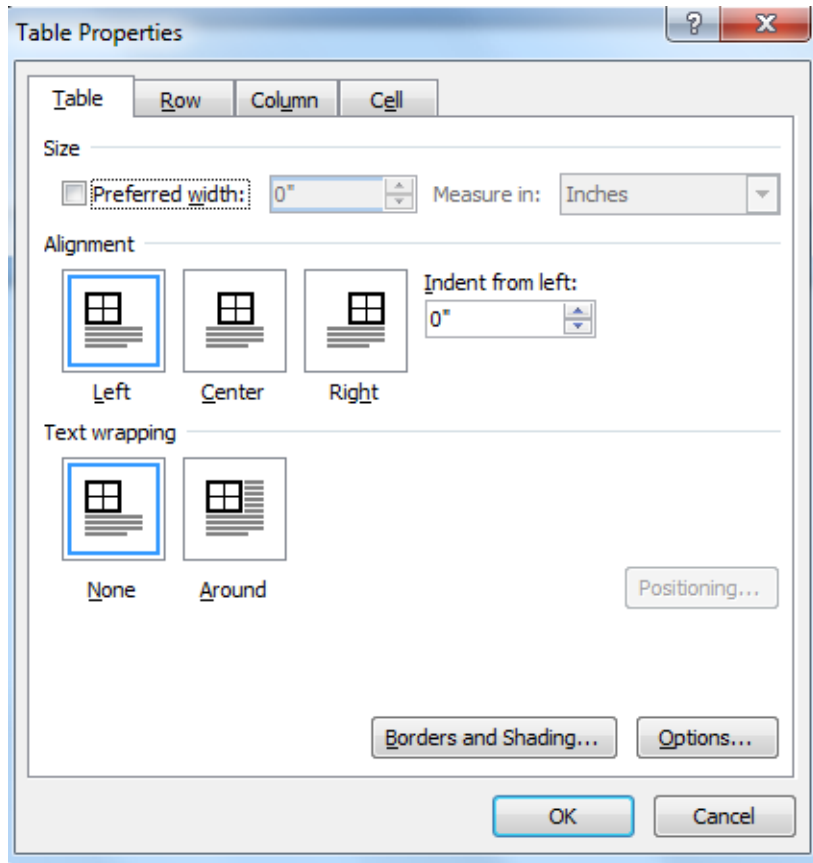 Table Properties
?
Table Row Column Cell
Size
Preferred width: 0" Measure in: Inches
Alignment
Indent from left:
0"
Left Center Right
Text wrapping
None Around
Positioning...
Borders and Shading... Options...
OK Cancel